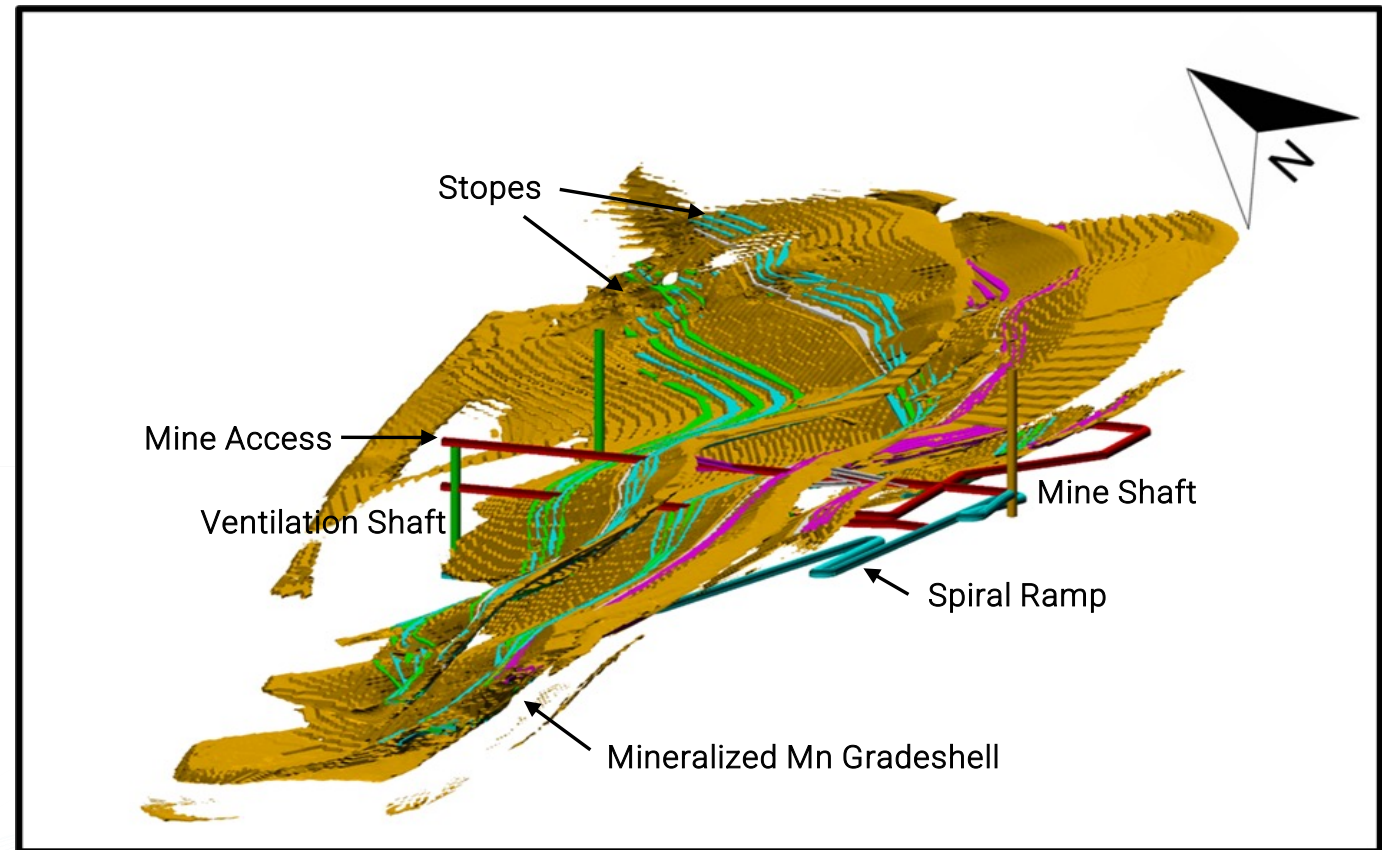 N
Stopes
Mine Access
Mine Shaft
Ventilation Shaft
Spiral Ramp
Mineralized Mn Gradeshell